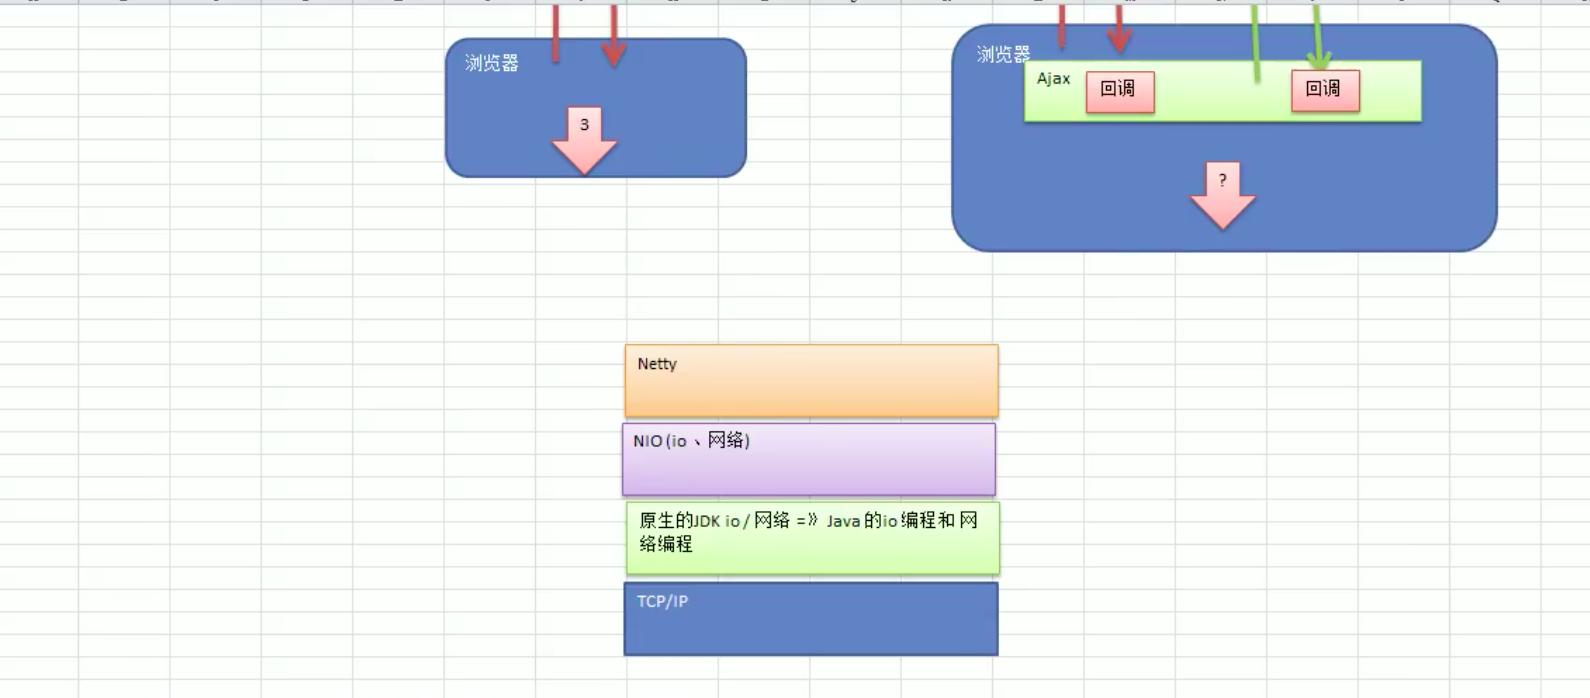 浏览器
3
浏览器
Ajax
回调
回调
?
Netty
NIO (io 、网络)
原生的JDK io / 网络 =》 Java 的io 编程和 网
络编程
TCP/IP